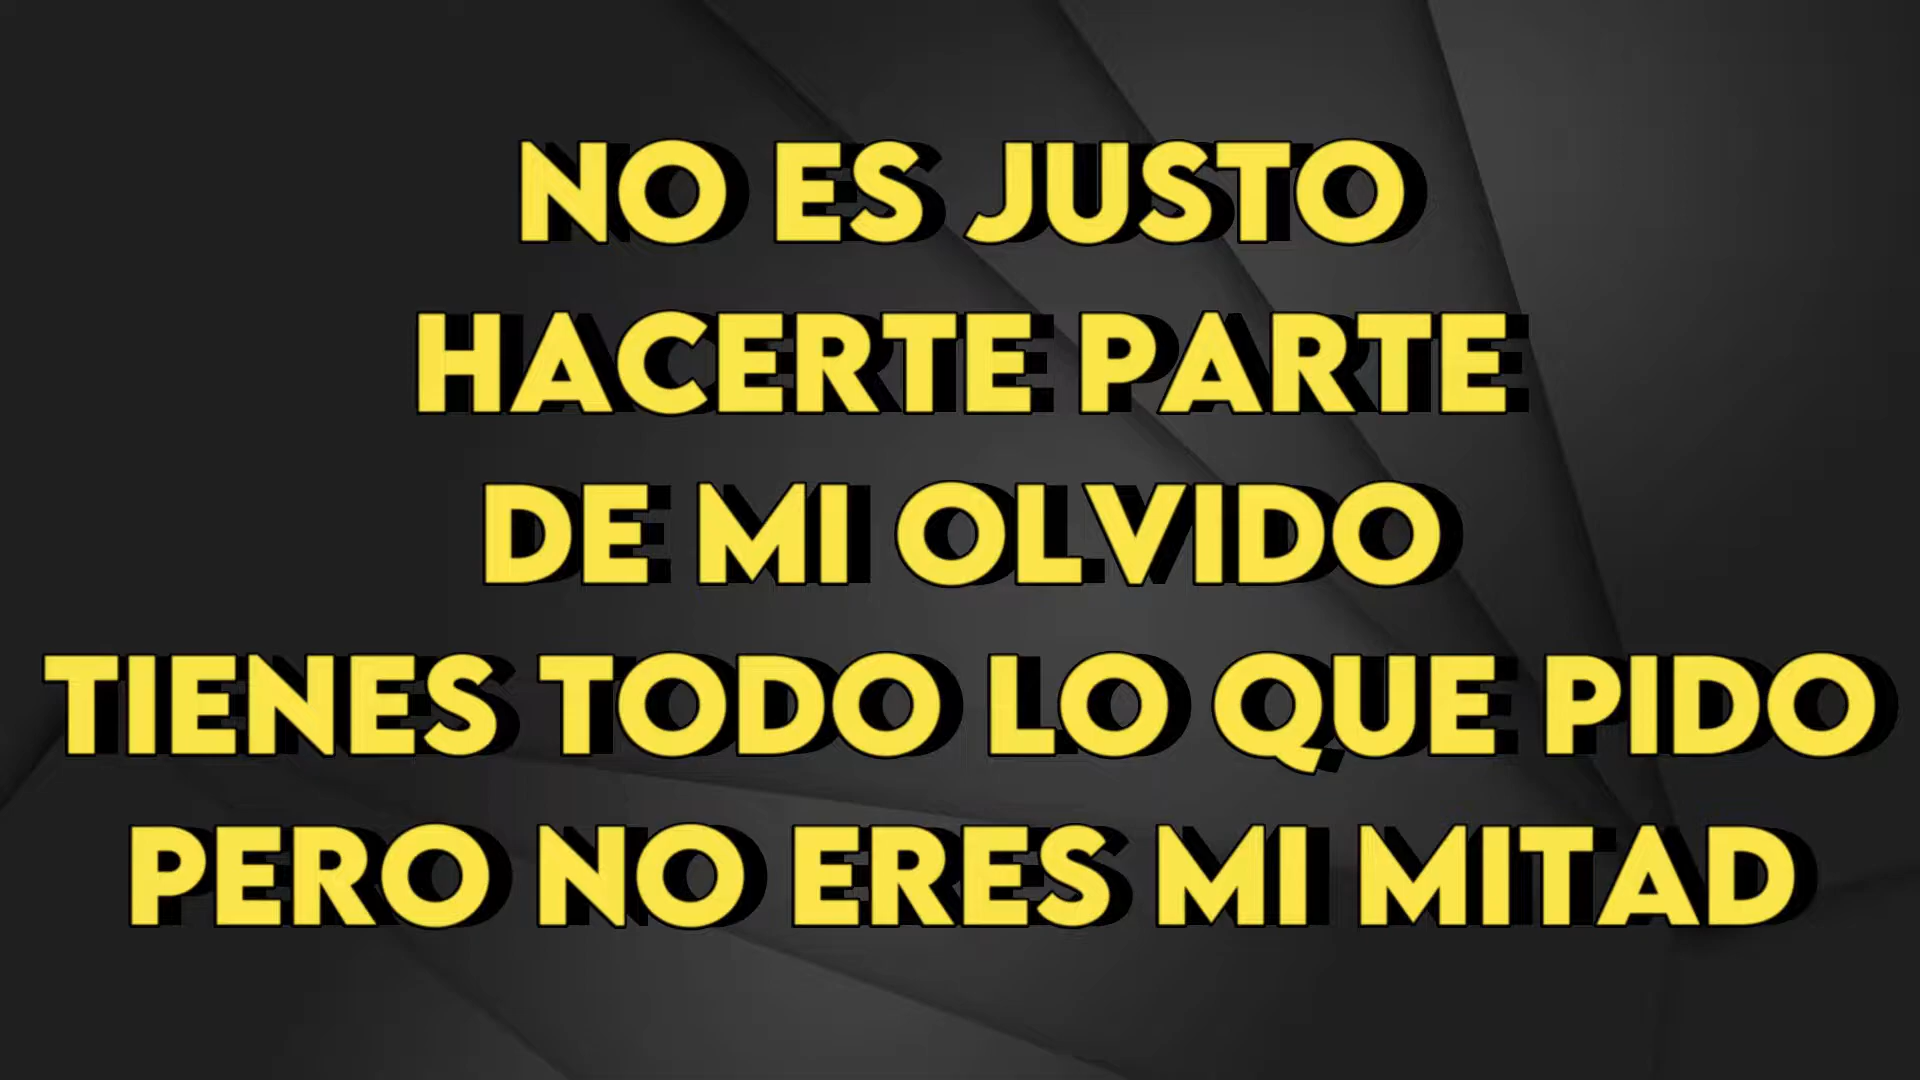 NO ES JUSTO
HACERTE PARTE
DE MI OLVIDO
TIENES TODO LO QUE PIDO
PERO NO ERES MI MITAD